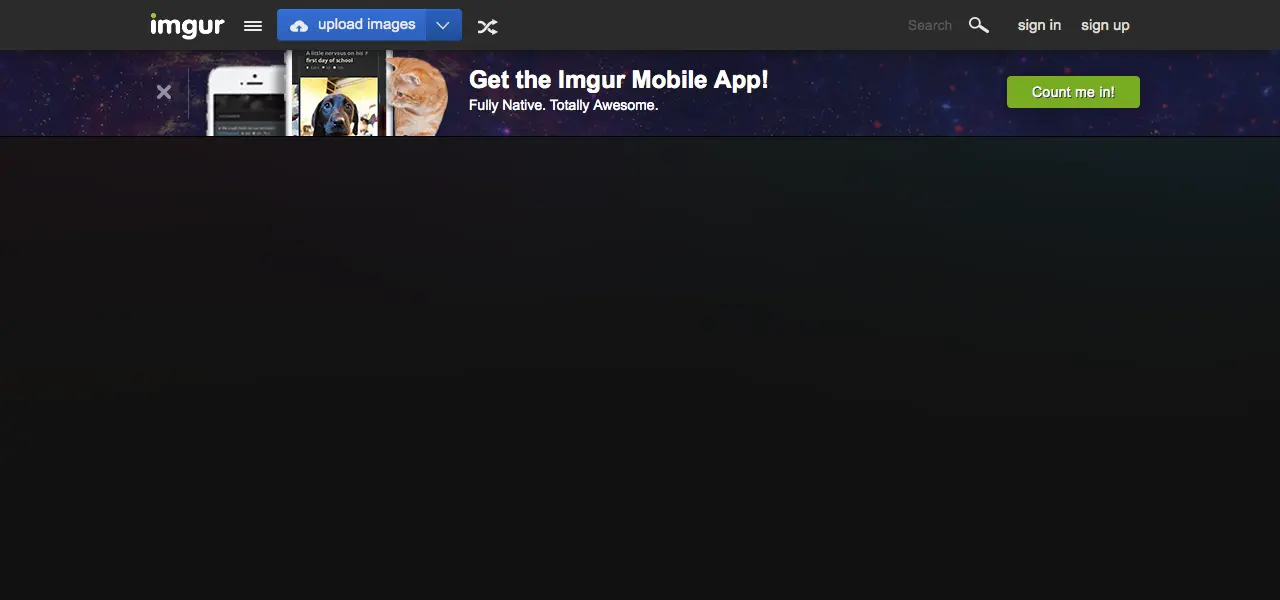 imgur
upload images
Search
sign in
sign up
A little nervous on his
first day of school
Get the Imgur Mobile App!
Fully Native. Totally Awesome.
Count me in!